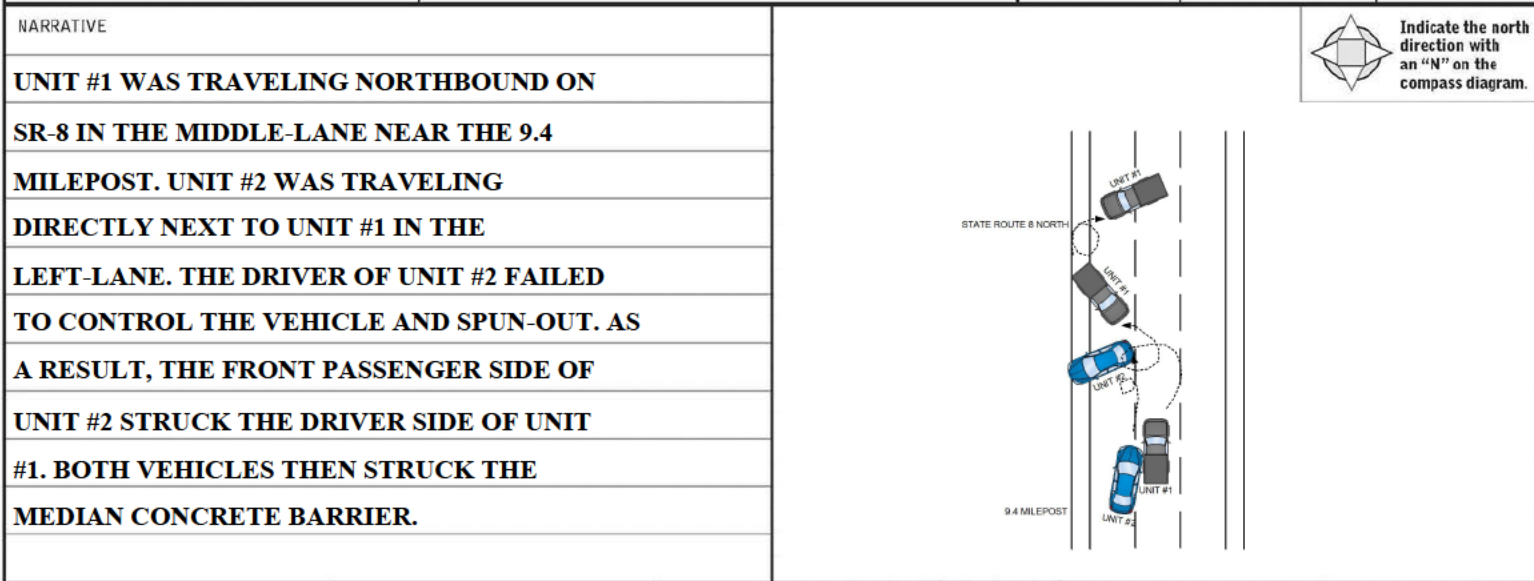 NARRATIVE
UNIT #1 WAS TRAVELING NORTHBOUND ON
SR-8 IN THE MIDDLE-LANE NEAR THE 9.4
MILEPOST. UNIT #2 WAS TRAVELING
DIRECTLY NEXT TO UNIT #1 IN THE
LEFT-LANE. THE DRIVER OF UNIT #2 FAILED
TO CONTROL THE VEHICLE AND SPUN-OUT. AS
A RESULT, THE FRONT PASSENGER SIDE OF
UNIT #2 STRUCK THE DRIVER SIDE OF UNIT
#1. BOTH VEHICLES THEN STRUCK THE
MEDIAN CONCRETE BARRIER.
Indicate the north
direction with
an “N” on the
compass diagram.
UNIT #1
STATE ROUTE 8 NORTH
UNIT #1
UNIT #2
UNIT #1
9.4 MILEPOST
UNIT #2